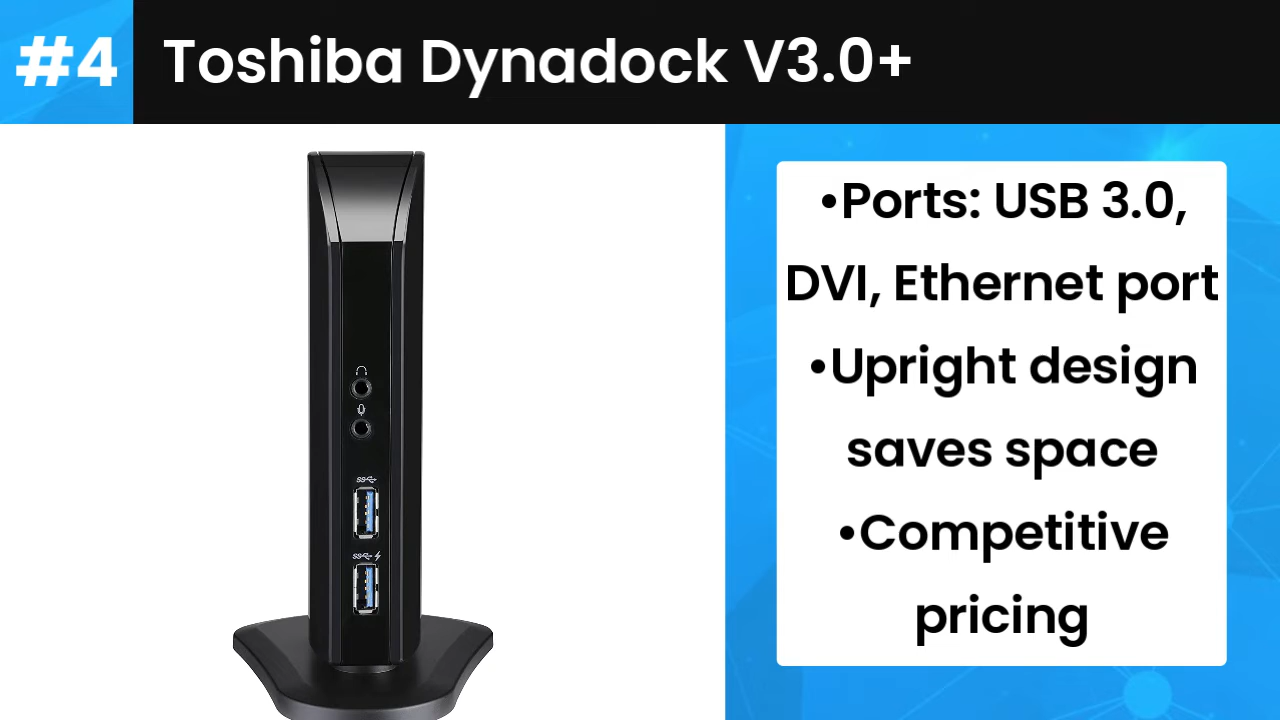 #4
Toshiba Dynadock V3.0+
•Ports: USB 3.0,
DVI, Ethernet port
•Upright design
saves space
•Competitive
pricing